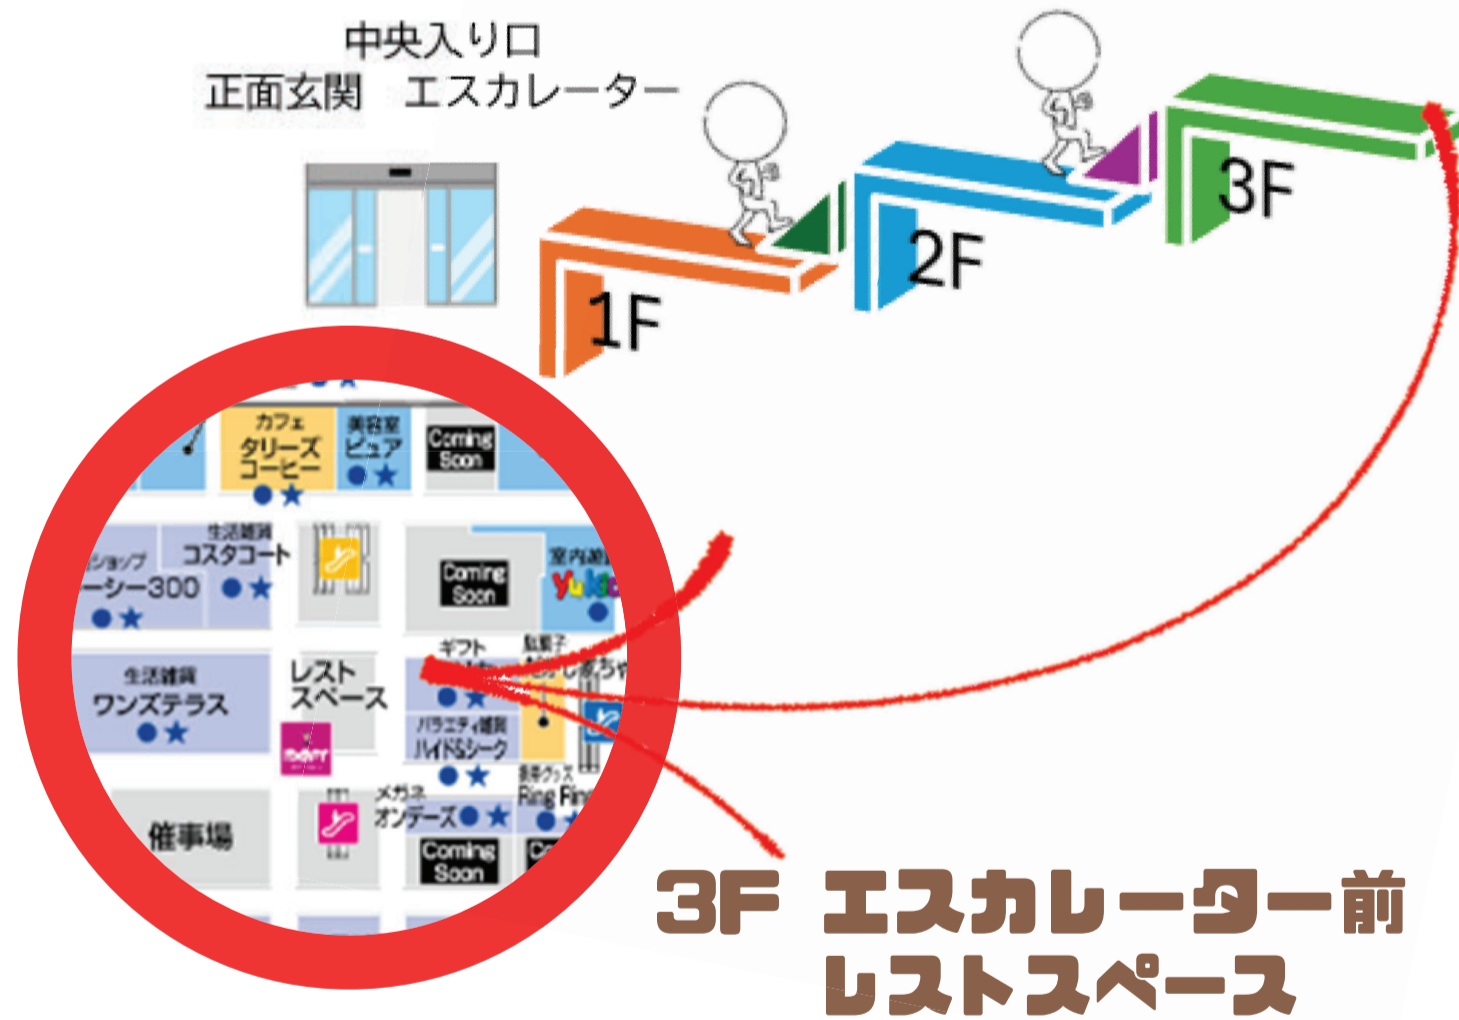 中央入り口
正面玄関 エスカレーター
1F
2F
3F
カフェ
タリーズ
コーヒー
美容室
ピュア
Coming
Soon
生活雑貨
コスタコート
ショップ
ーシー300
Coming
Soon
室内遊
生活雑貨
ワンズテラス
レスト
スペース
ギフト
駄菓子
バラエティ雑貨
ハイド&シーク
携帯グッズ
Ring Rin
メガネ
オンデーズ
催事場
Coming
Soon
3F エスカレーター前
レストスペース